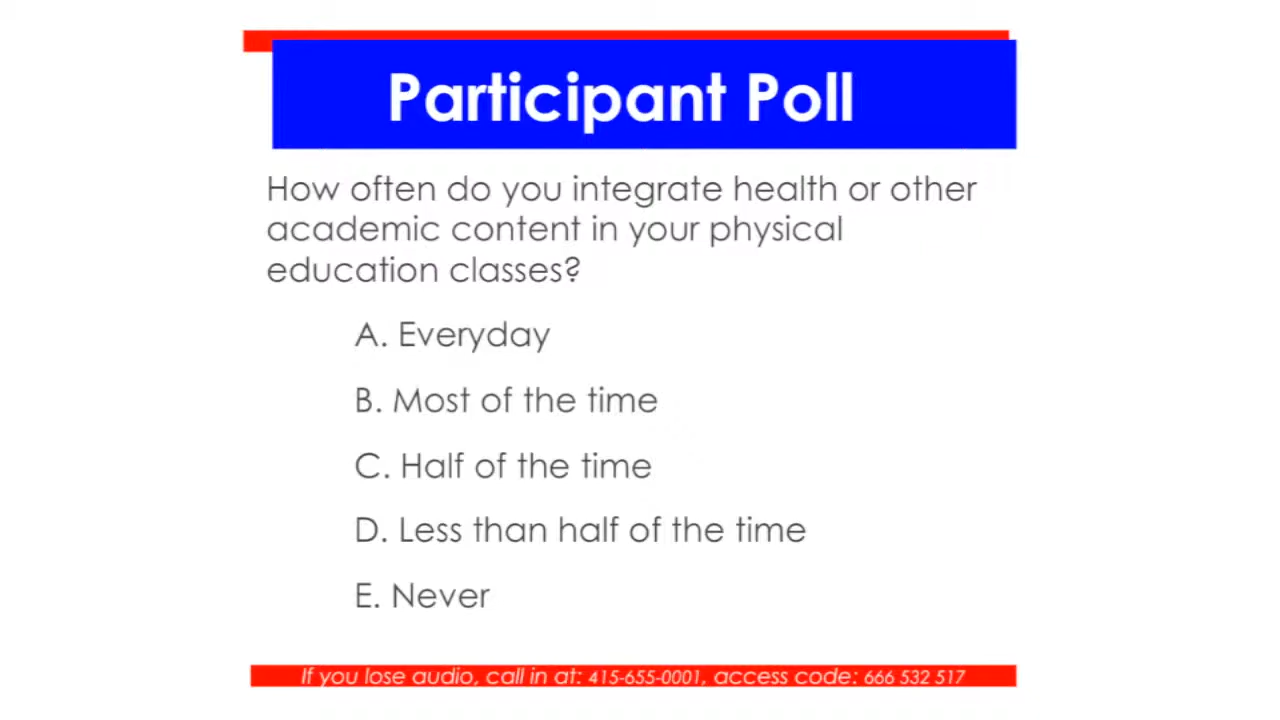 Participant Poll
How often do you integrate health or other
academic content in your physical
education classes?
A. Everyday
B. Most of the time
C. Half of the time
D. Less than half of the time
E. Never
If you lose audio, call in at: 415-655-0001, access code: 666 532 517